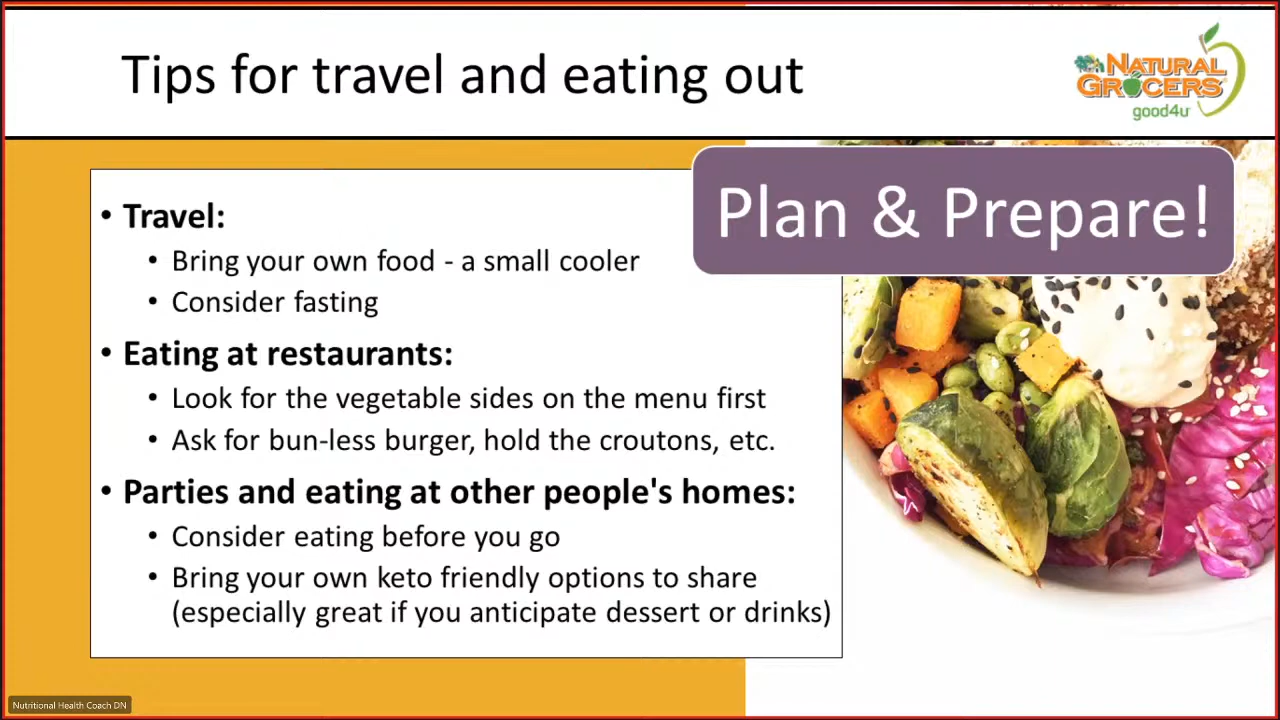 Tips for travel and eating out
NATURAL
GROCERS
good4u
Plan & Prepare!
• Travel:
• Bring your own food - a small cooler
• Consider fasting
• Eating at restaurants:
• Look for the vegetable sides on the menu first
• Ask for bun-less burger, hold the croutons, etc.
• Parties and eating at other people's homes:
• Consider eating before you go
• Bring your own keto friendly options to share
(especially great if you anticipate dessert or drinks)
Nutritional Health Coach DN